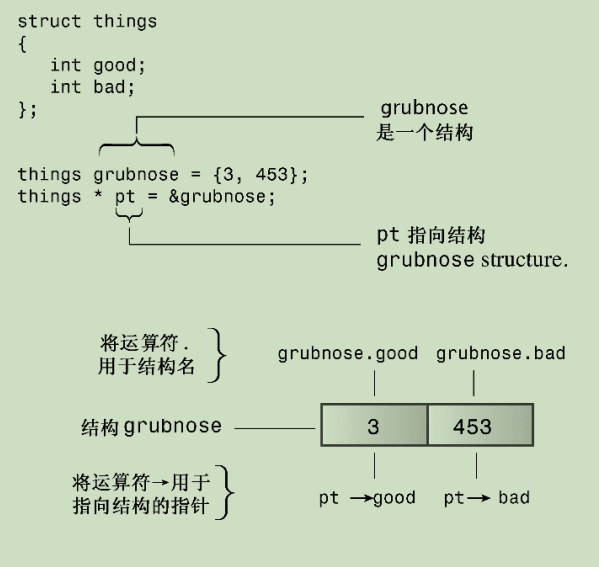 struct things
{
int good;
int bad;
};
grubnose
是一个结构
things grubnose = {3, 453};
things * pt = &grubnose;
pt 指向结构
grubnose structure.
将运算符 .
用于结构名
grubnose.good grubnose.bad
结构 grubnose
3 453
将运算符→用于
指向结构的指针
pt →good pt→ bad